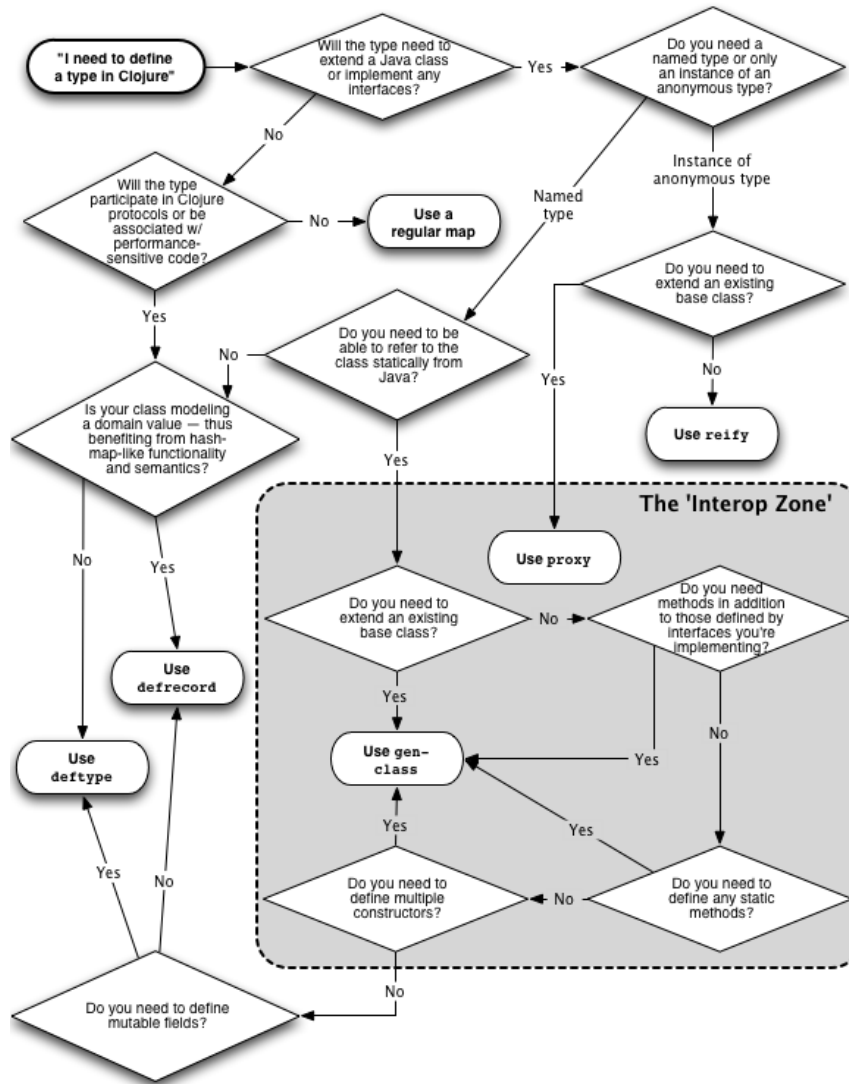 "I need to define
a type in Clojure"
Will the type need to
extend a Java class
or implement any
interfaces?
Yes
Do you need a
named type or only
an instance of an
anonymous type?
No
Instance of
anonymous type
Named
type
Will the type
participate in Clojure
protocols or be
associated w/
performance-
sensitive code?
No
Use a
regular map
Do you need to
extend an existing
base class?
Yes
No
Do you need to be
able to refer to the
class statically from
Java?
Yes
No
Use reify
Is your class modeling
a domain value — thus
benefiting from hash-
map-like functionality
and semantics?
Yes
The 'Interop Zone'
No
Yes
Use proxy
Do you need to
extend an existing
base class?
No
Do you need
methods in addition
to those defined by
interfaces you're
implementing?
Use
defrecord
Yes
No
Use
deftype
Use gen-
class
Yes
Yes
Yes
Yes
No
Do you need to
define multiple
constructors?
No
Do you need to
define any static
methods?
No
Do you need to define
mutable fields?